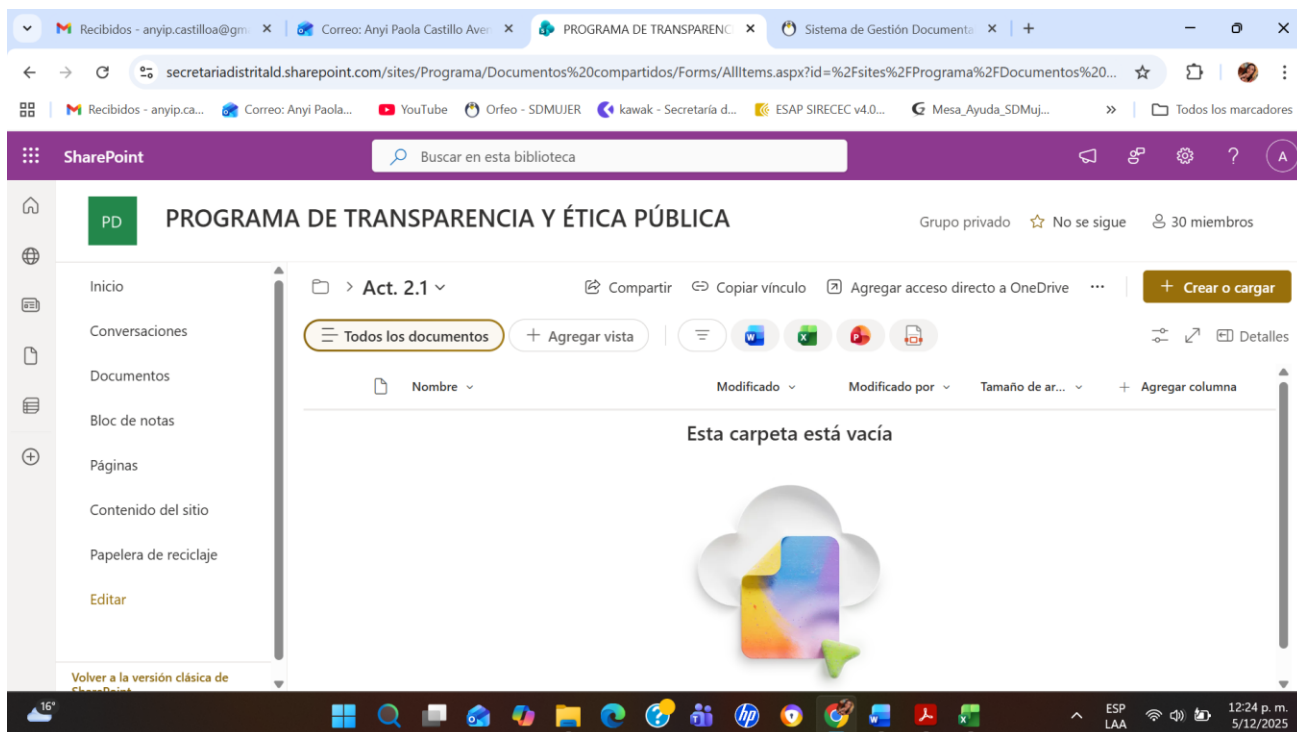 Recibidos - anyip.castilloa@gm
Correo: Anyi Paola Castillo Aven
PROGRAMA DE TRANSPARENC
Sistema de Gestión Documenta
secretariadistritald.sharepoint.com/sites/Programa/Documentos%20compartidos/Forms/AllItems.aspx?id=%2Fsites%2FPrograma%2FDocumentos%20...
Recibidos - anyip.ca...
Correo: Anyi Paola...
YouTube
Orfeo - SDMUJER
kawak - Secretaría d...
ESAP SIRECEC v4.0...
Mesa_Ayuda_SDMuj...
»
Todos los marcadores
SharePoint
Buscar en esta biblioteca
?
A
PD
PROGRAMA DE TRANSPARENCIA Y ÉTICA PÚBLICA
Grupo privado
No se sigue
30 miembros
Inicio
Conversaciones
Documentos
Bloc de notas
Páginas
Contenido del sitio
Papelera de reciclaje
Editar
Volver a la versión clásica de
SharePoint
> Act. 2.1
Compartir
Copiar vínculo
Agregar acceso directo a OneDrive
...
+ Crear o cargar
Todos los documentos
+ Agregar vista
Detalles
Nombre
Modificado
Modificado por
Tamaño de ar...
+ Agregar columna
Esta carpeta está vacía
16°
ESP
LAA
12:24 p. m.
5/12/2025